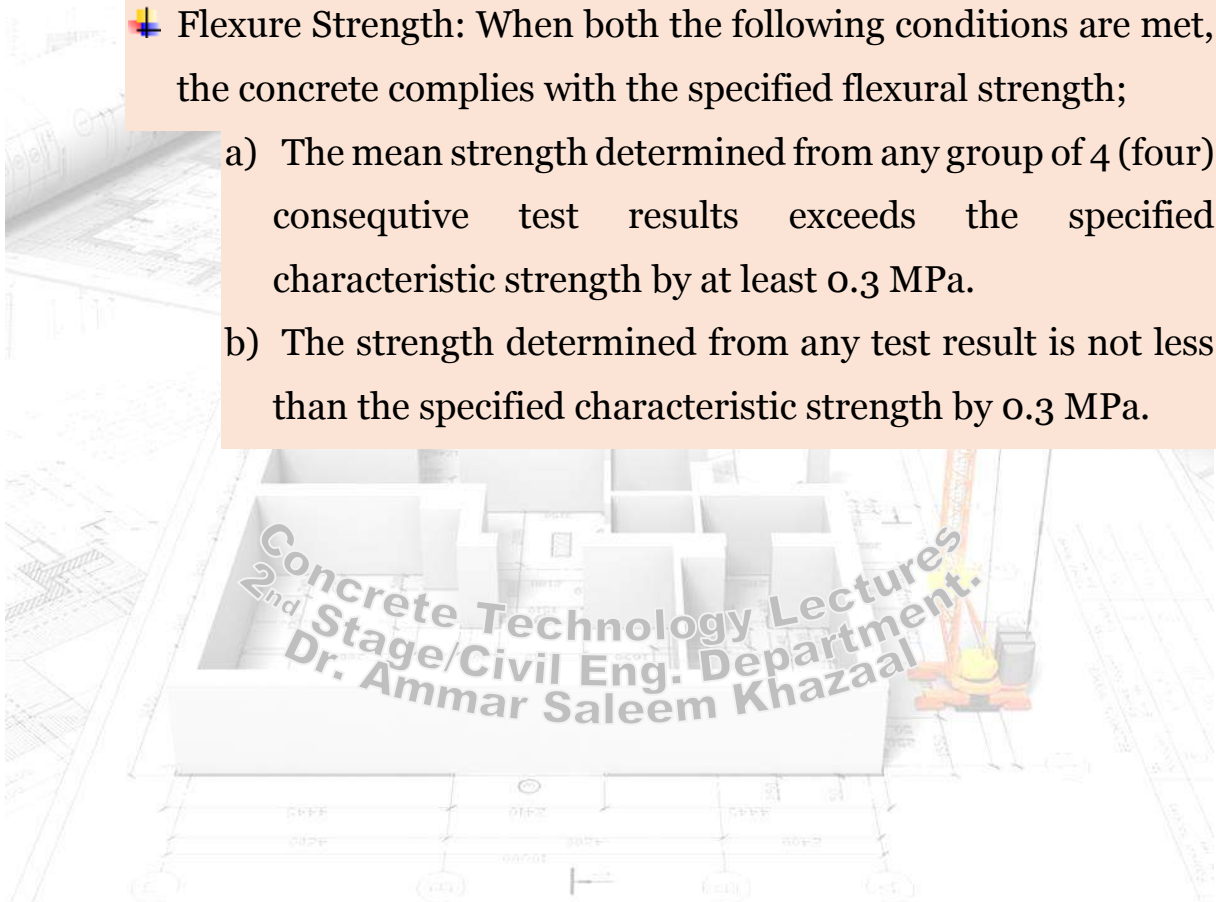 Flexure Strength: When both the following conditions are met,
the concrete complies with the specified flexural strength;
a) The mean strength determined from any group of 4 (four)
consequtive test results exceeds the specified
characteristic strength by at least 0.3 MPa.
b) The strength determined from any test result is not less
than the specified characteristic strength by 0.3 MPa.
Concrete Technology Lectures
2nd Stage/Civil Eng. Department.
Dr. Ammar Saleem Khazaal